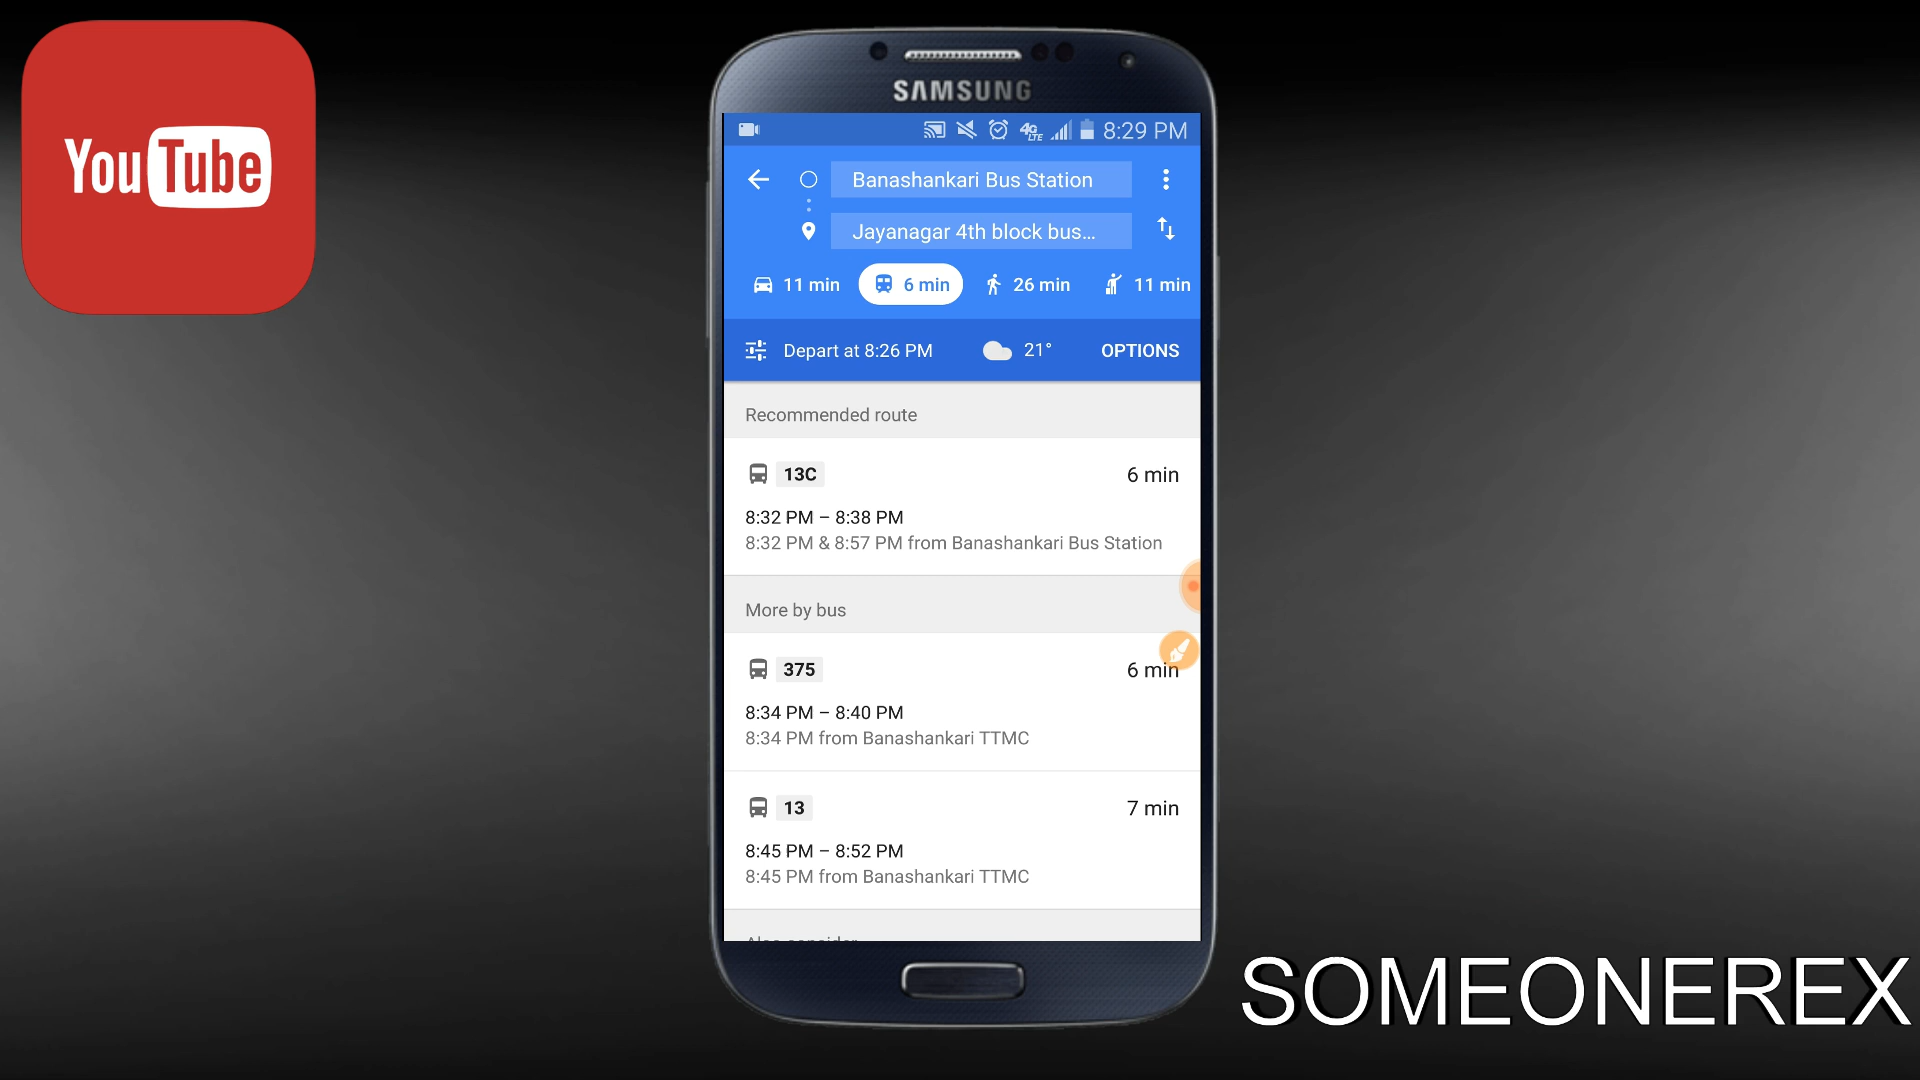 YouTube
SAMSUNG
4G LTE 8:29 PM
Banashankari Bus Station
Jayanagar 4th block bus...
11 min 6 min 26 min 11 min
Depart at 8:26 PM 21° OPTIONS
Recommended route
13C 6 min
8:32 PM – 8:38 PM
8:32 PM & 8:57 PM from Banashankari Bus Station
More by bus
375 6 min
8:34 PM – 8:40 PM
8:34 PM from Banashankari TTMC
13 7 min
8:45 PM – 8:52 PM
8:45 PM from Banashankari TTMC
SOMEONEREX